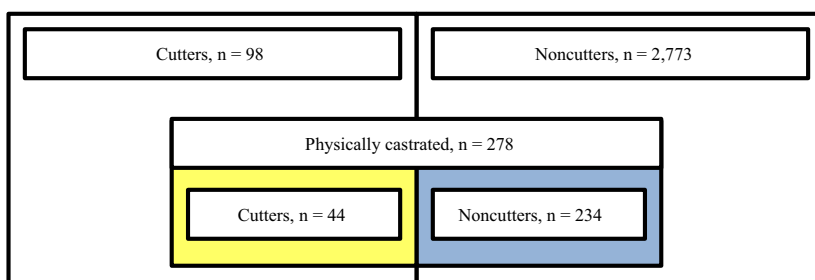 Cutters, n = 98
Noncutters, n = 2,773
Physically castrated, n = 278
Cutters, n = 44
Noncutters, n = 234